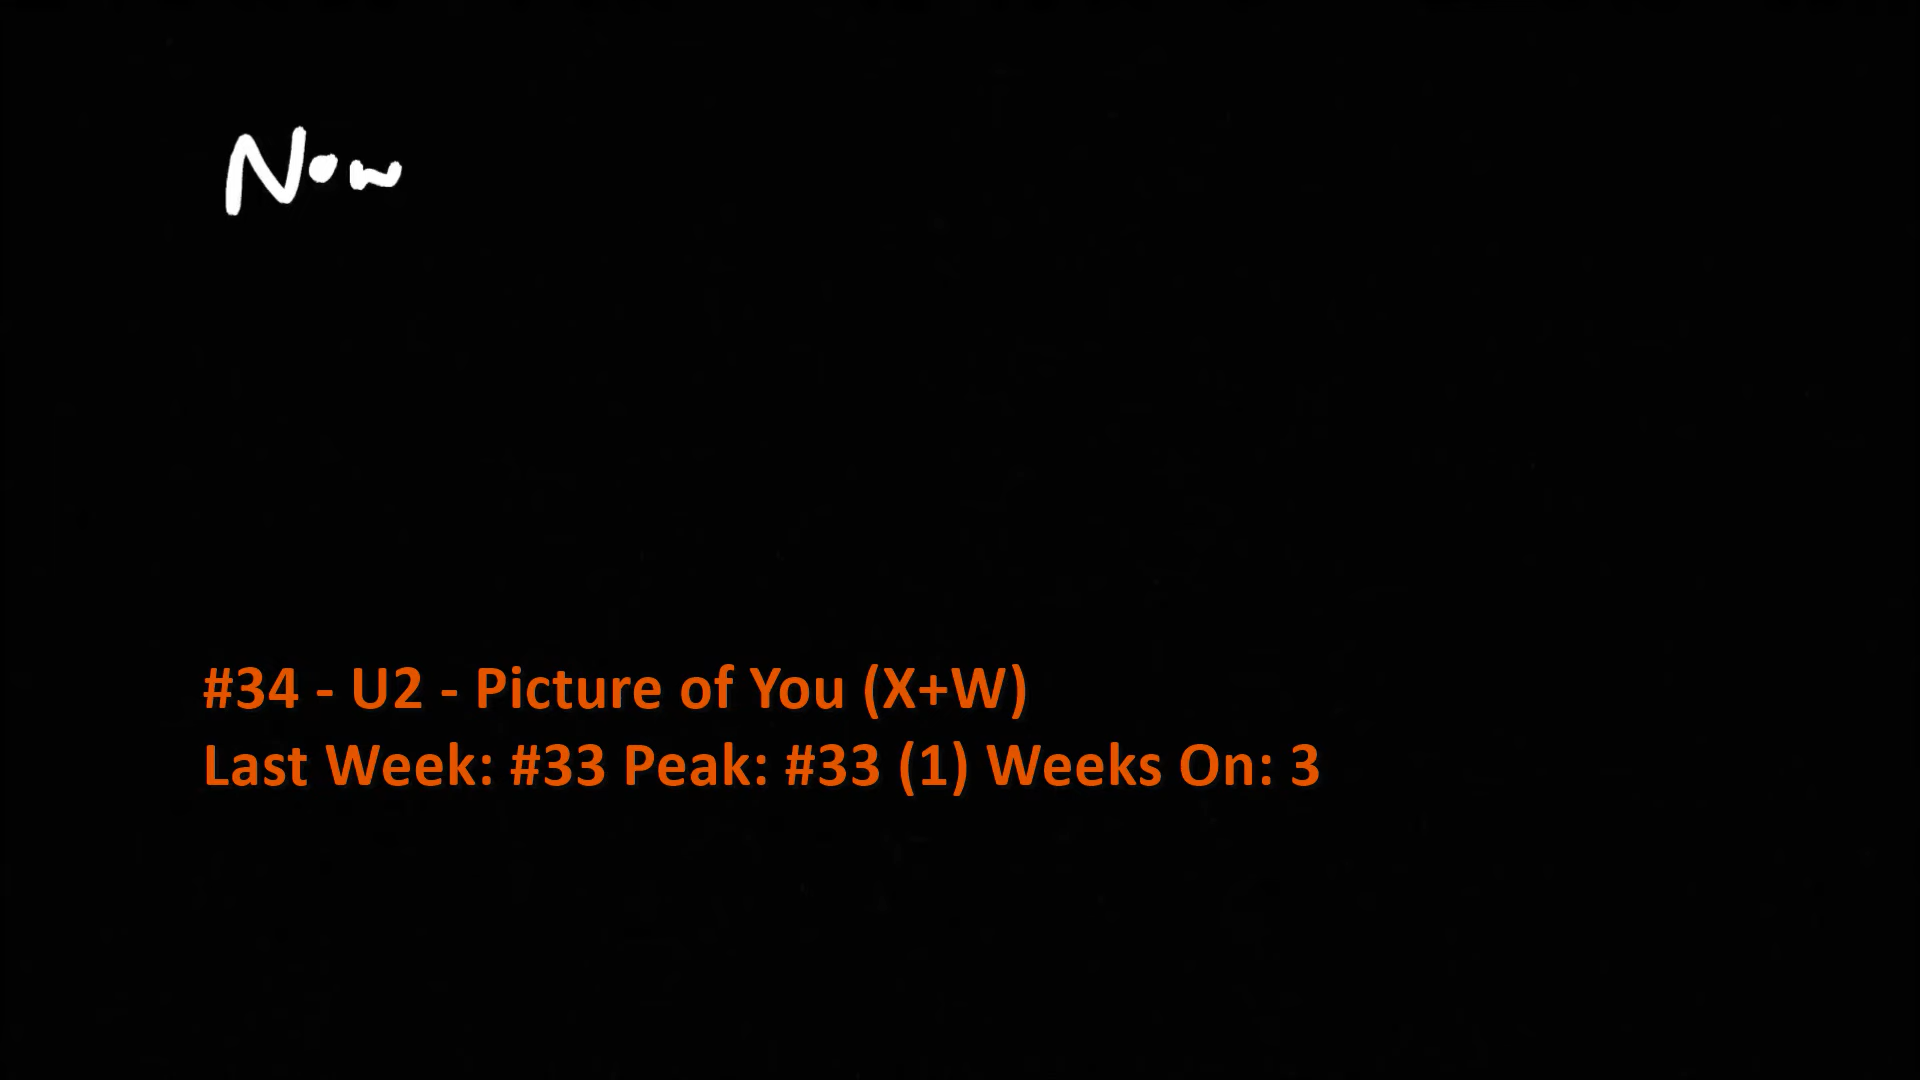 Now
#34 - U2 - Picture of You (X+W)
Last Week: #33 Peak: #33 (1) Weeks On: 3